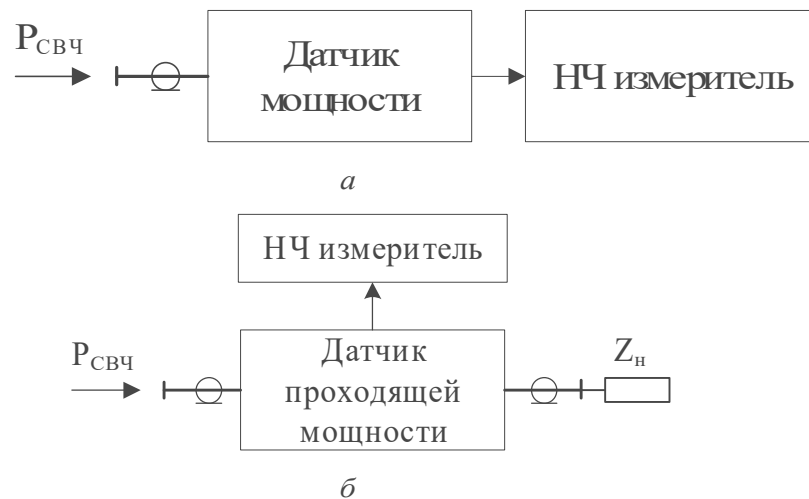 PСВЧ
Датчик
мощности
НЧ измеритель
а
НЧ измеритель
PСВЧ
Датчик
проходящей
мощности
Zн
б